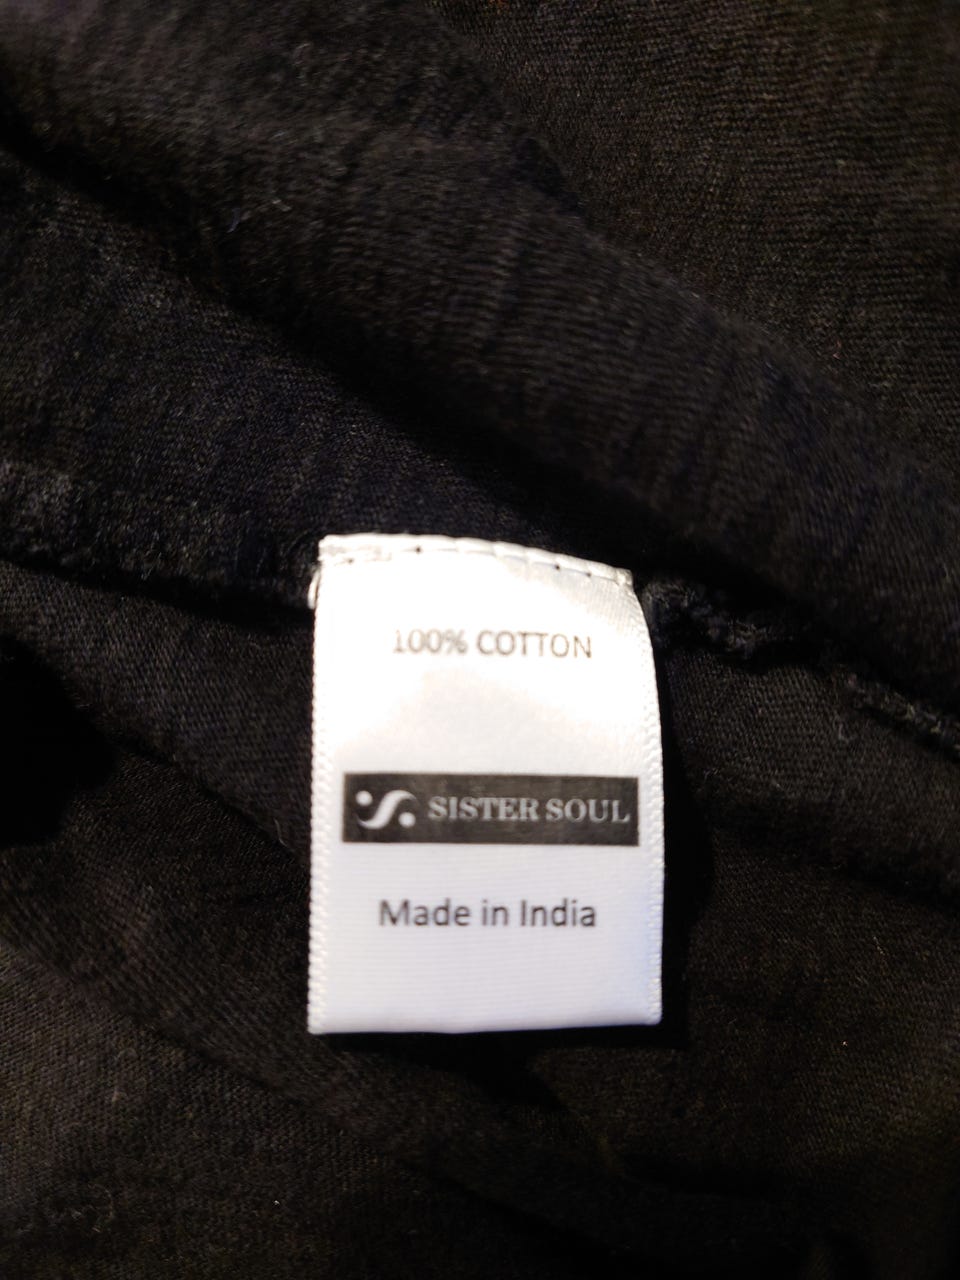 100% COTTON
SISTER SOUL
Made in India